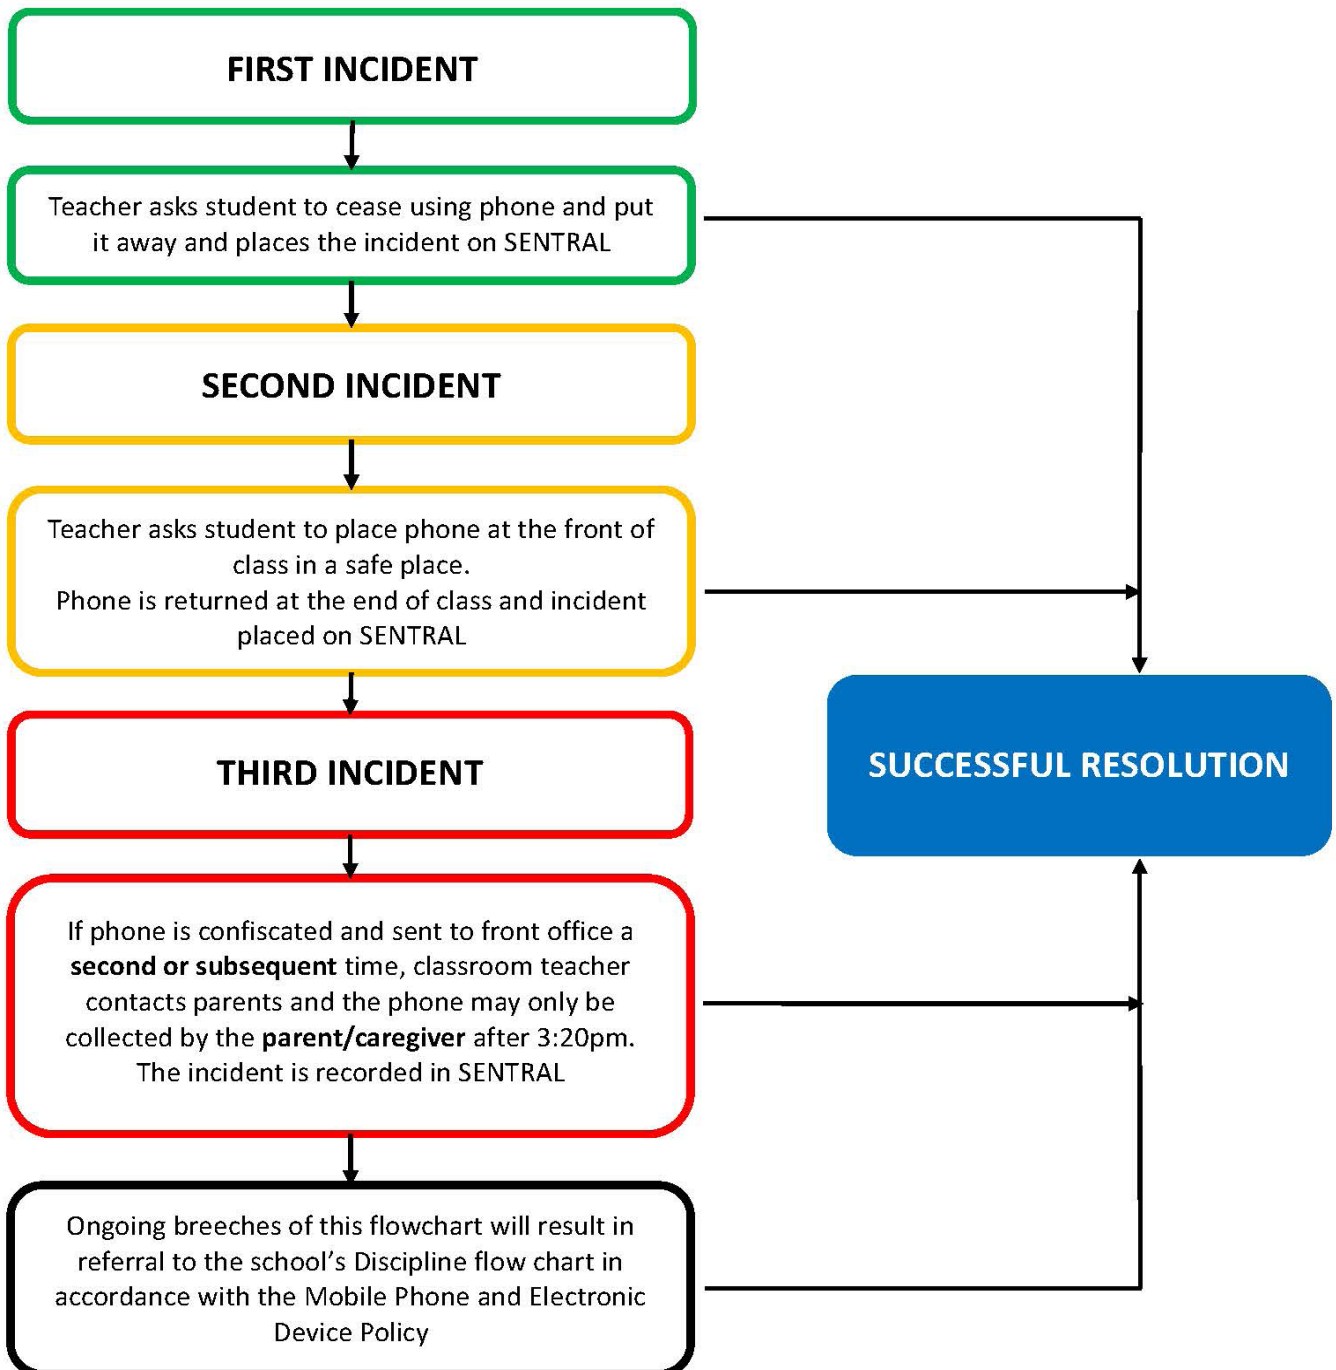 FIRST INCIDENT
Teacher asks student to cease using phone and put
it away and places the incident on SENTRAL
SECOND INCIDENT
Teacher asks student to place phone at the front of
class in a safe place.
Phone is returned at the end of class and incident
placed on SENTRAL
THIRD INCIDENT
SUCCESSFUL RESOLUTION
If phone is confiscated and sent to front office a
second or subsequent time, classroom teacher
contacts parents and the phone may only be
collected by the parent/caregiver after 3:20pm.
The incident is recorded in SENTRAL
Ongoing breeches of this flowchart will result in
referral to the school’s Discipline flow chart in
accordance with the Mobile Phone and Electronic
Device Policy